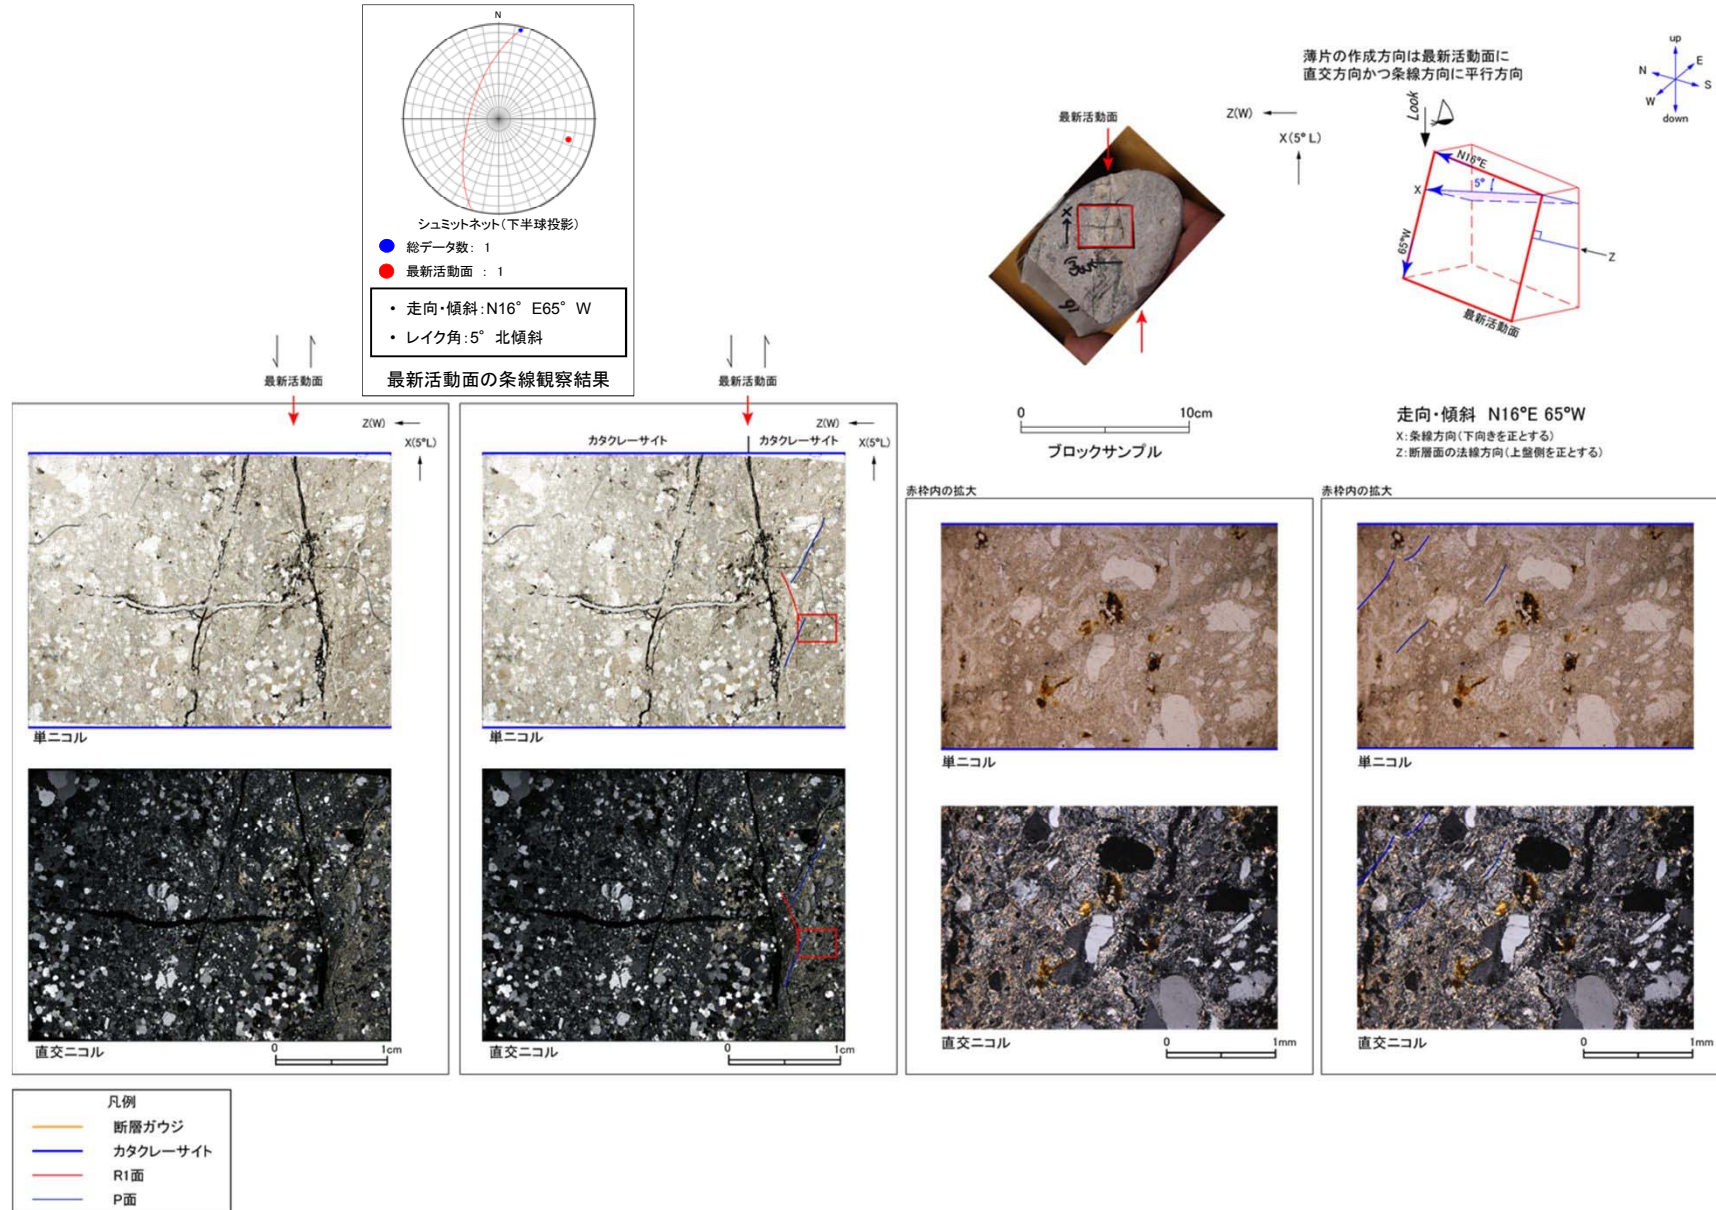 N
シュミットネット(下半球投影)
総データ数: 1
最新活動面 : 1
・ 走向・傾斜:N16° E65° W
・ レイク角:5° 北傾斜
最新活動面の条線観察結果
最新活動面
Z(W)
X(5°L)
薄片の作成方向は最新活動面に
直交方向かつ条線方向に平行方向
Look
up
N
E
W
S
down
N16°E
X
5°
65°W
Z
最新活動面
X
0
10cm
ブロックサンプル
走向・傾斜 N16°E 65°W
X:条線方向(下向きを正とする)
Z:断層面の法線方向(上盤側を正とする)
最新活動面
Z(W)
X(5°L)
単ニコル
直交ニコル
0
1cm
最新活動面
Z(W)
カタクレーサイト
カタクレーサイト
X(5°L)
単ニコル
直交ニコル
0
1cm
赤枠内の拡大
単ニコル
直交ニコル
0
1mm
赤枠内の拡大
単ニコル
直交ニコル
0
1mm
凡例
断層ガウジ
カタクレーサイト
R1面
P面